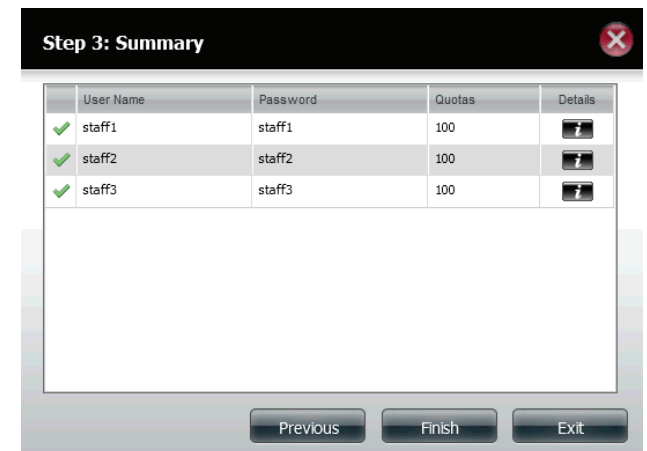 Step 3: Summary
User Name Password Quotas Details
staff1 staff1 100 i
staff2 staff2 100 i
staff3 staff3 100 i
Previous Finish Exit